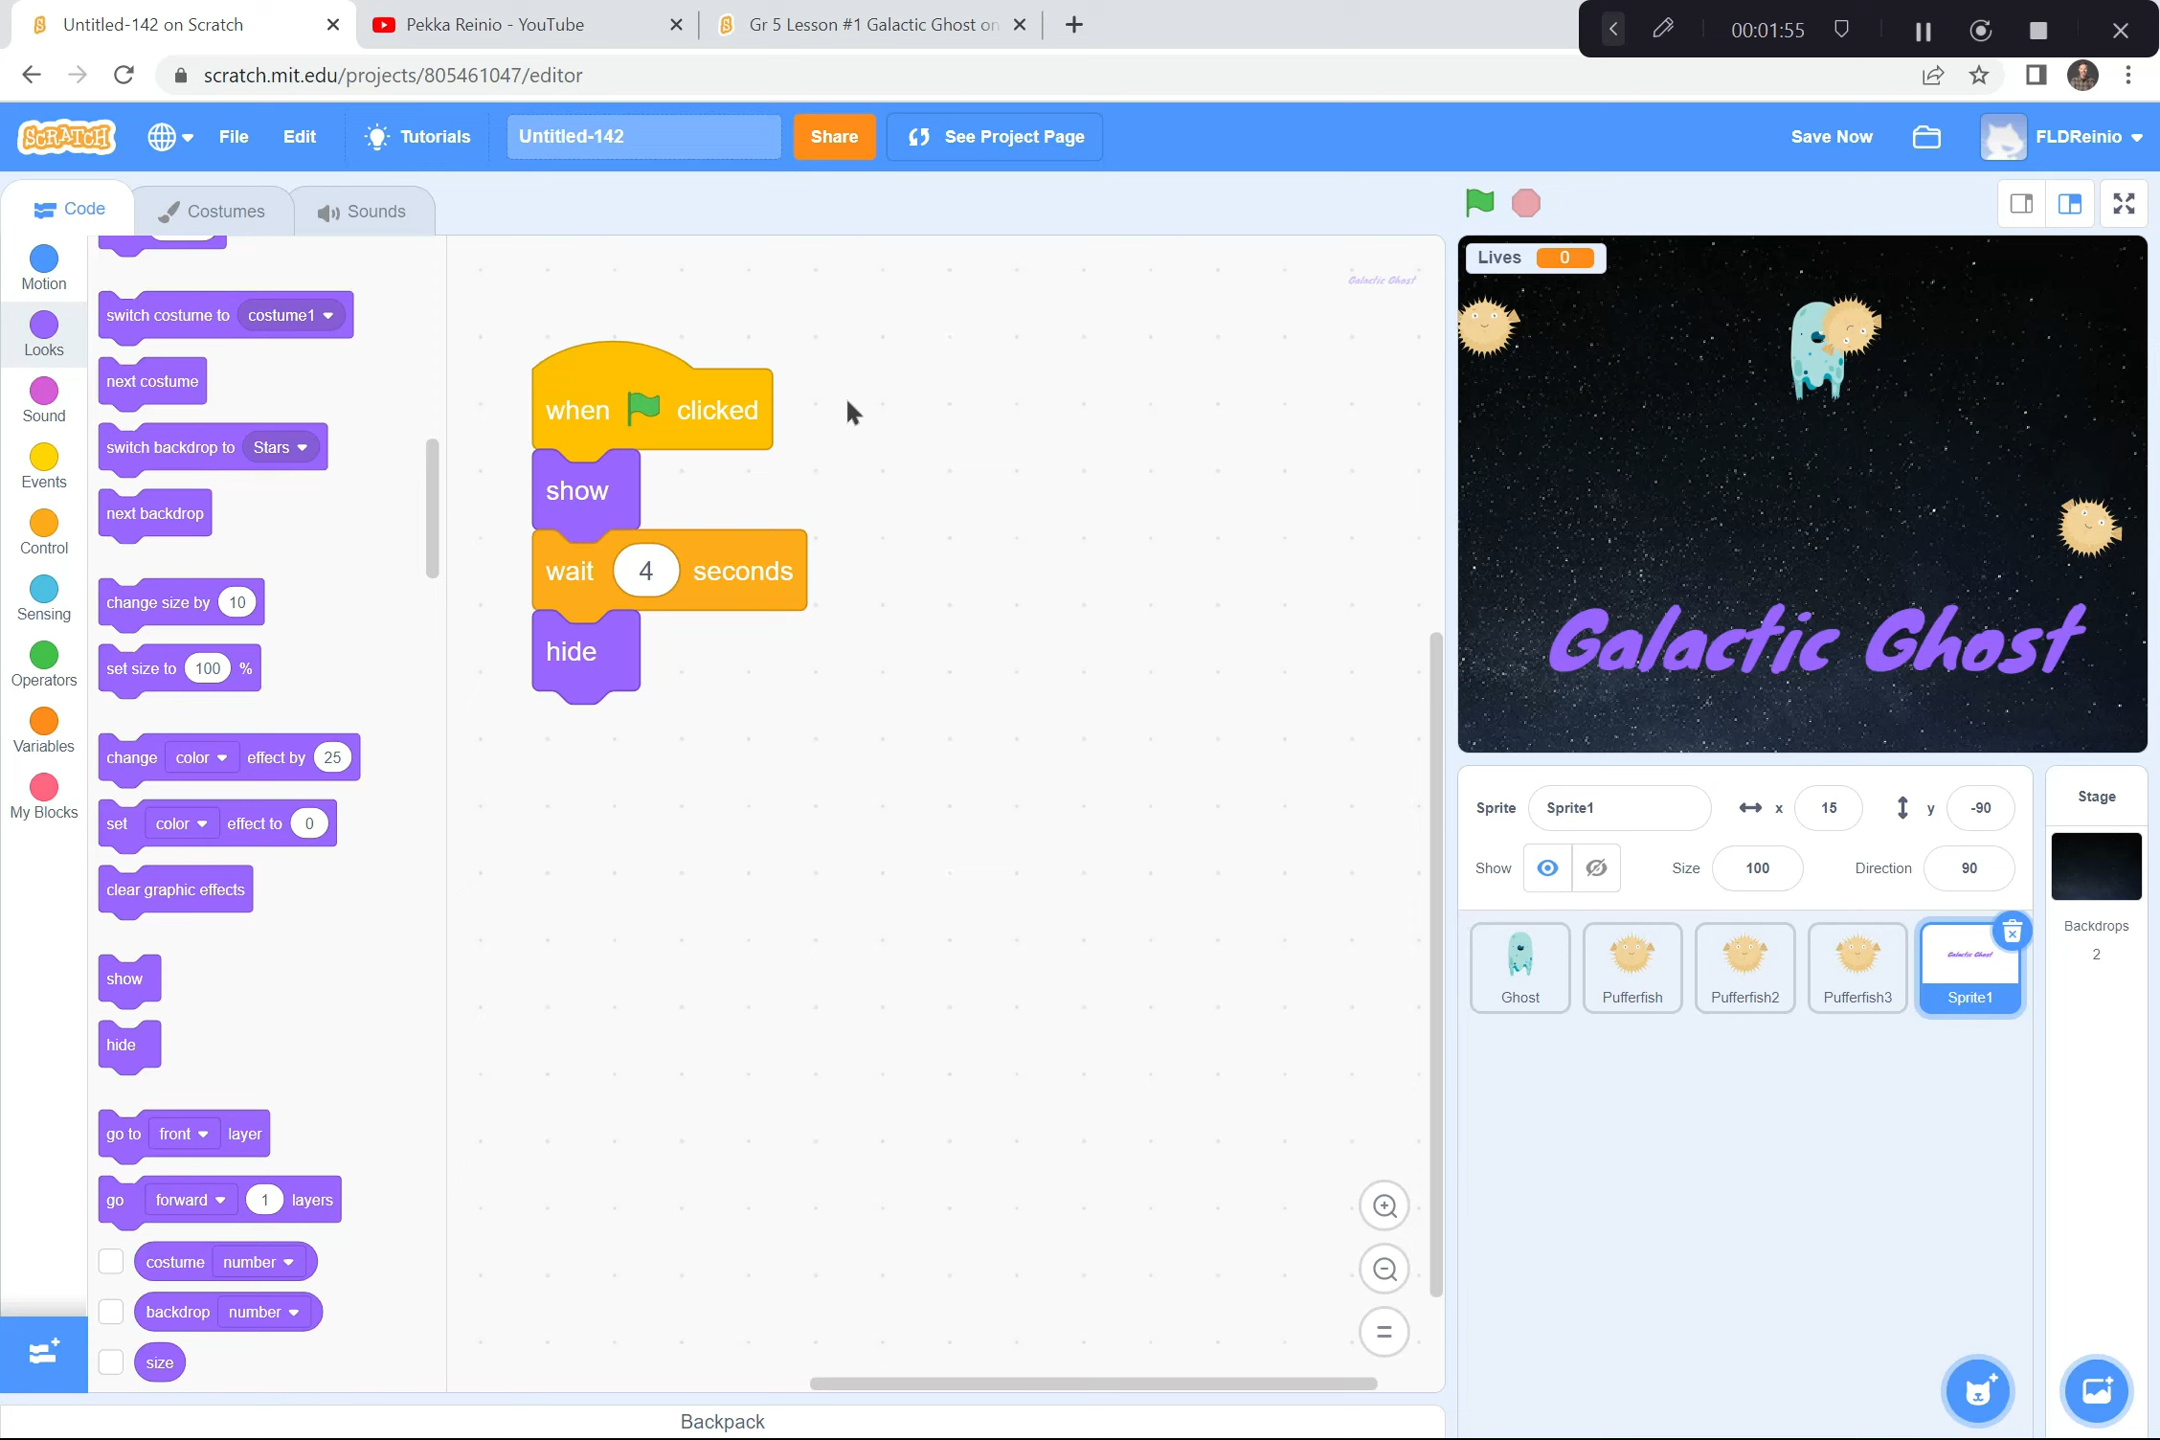 Untitled-142 on Scratch
Pekka Reinio - YouTube
Gr 5 Lesson #1 Galactic Ghost on
00:01:55
scratch.mit.edu/projects/805461047/editor
SCRATCH
File
Edit
Tutorials
Untitled-142
Share
See Project Page
Save Now
FLDReinio
Code
Costumes
Sounds
Motion
Looks
Sound
Events
Control
Sensing
Operators
Variables
My Blocks
switch costume to costume1
next costume
switch backdrop to Stars
next backdrop
change size by 10
set size to 100 %
change color effect by 25
set color effect to 0
clear graphic effects
show
hide
go to front layer
go forward 1 layers
costume number
backdrop number
size
Galactic Ghost
when clicked
show
wait 4 seconds
hide
Backpack
Lives 0
Galactic Ghost
Sprite Sprite1 x 15 y -90
Show Size 100 Direction 90
Ghost
Pufferfish
Pufferfish2
Pufferfish3
Galactic Ghost
Sprite1
Stage
Backdrops
2